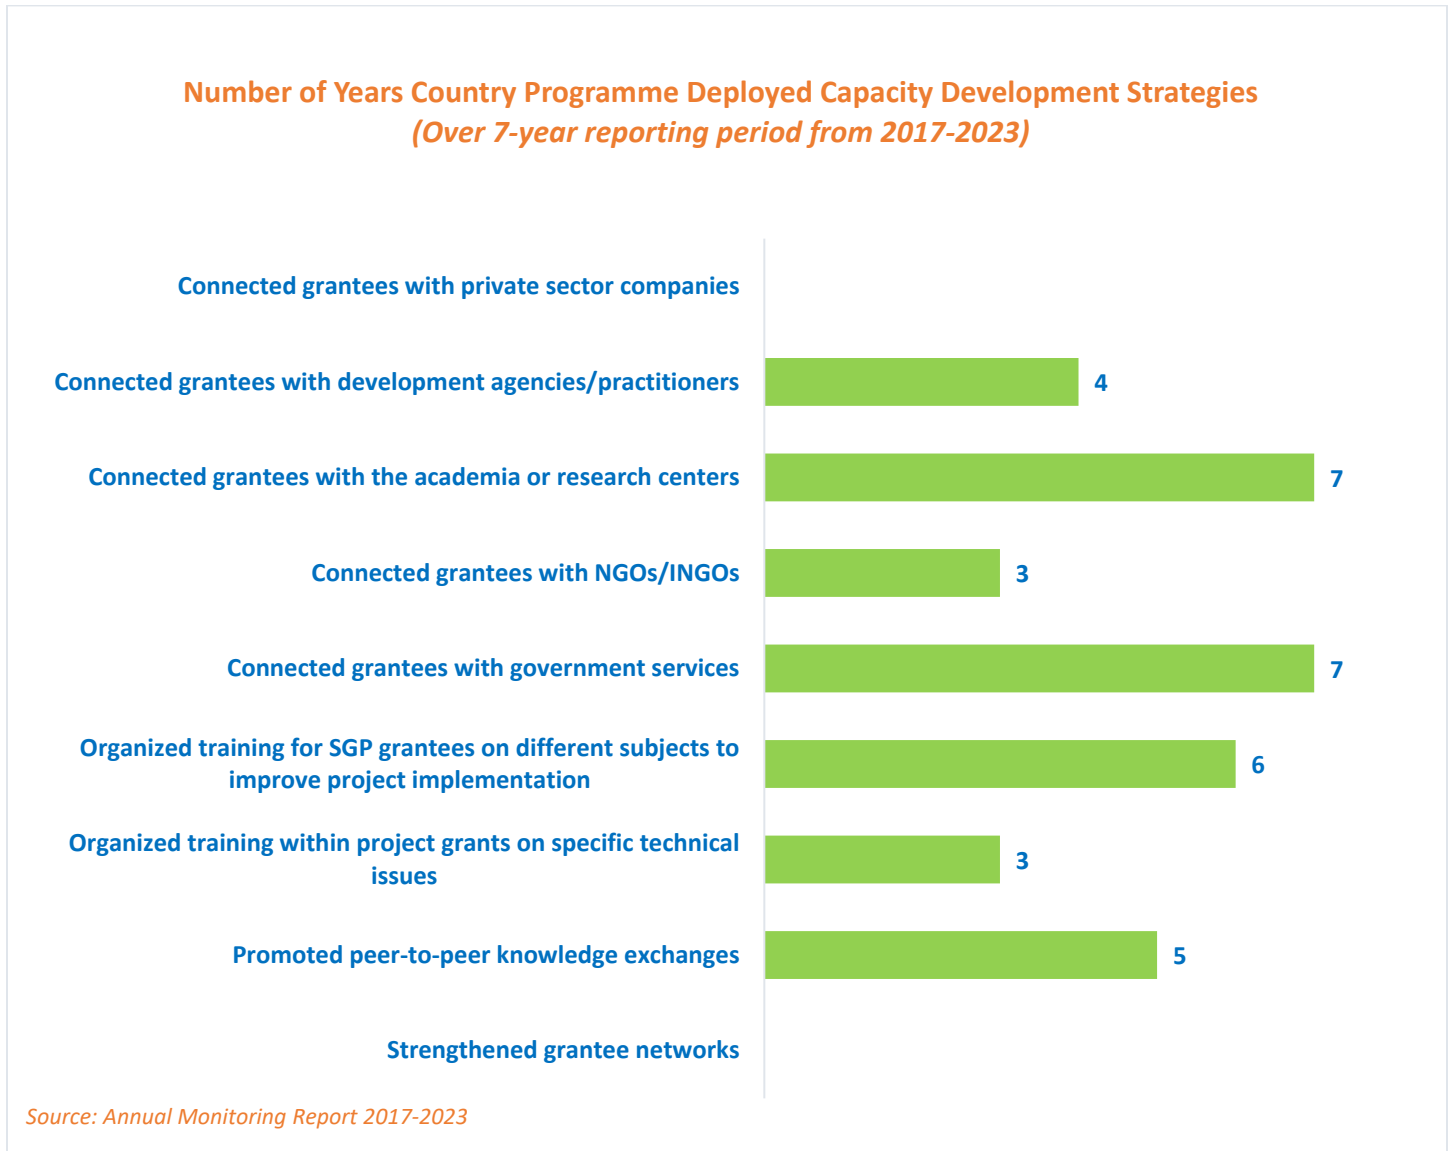 Number of Years Country Programme Deployed Capacity Development Strategies
(Over 7-year reporting period from 2017-2023)
Connected grantees with private sector companies
Connected grantees with development agencies/practitioners
4
Connected grantees with the academia or research centers
7
Connected grantees with NGOs/INGOs
3
Connected grantees with government services
7
Organized training for SGP grantees on different subjects to
improve project implementation
6
Organized training within project grants on specific technical
issues
3
Promoted peer-to-peer knowledge exchanges
5
Strengthened grantee networks
Source: Annual Monitoring Report 2017-2023